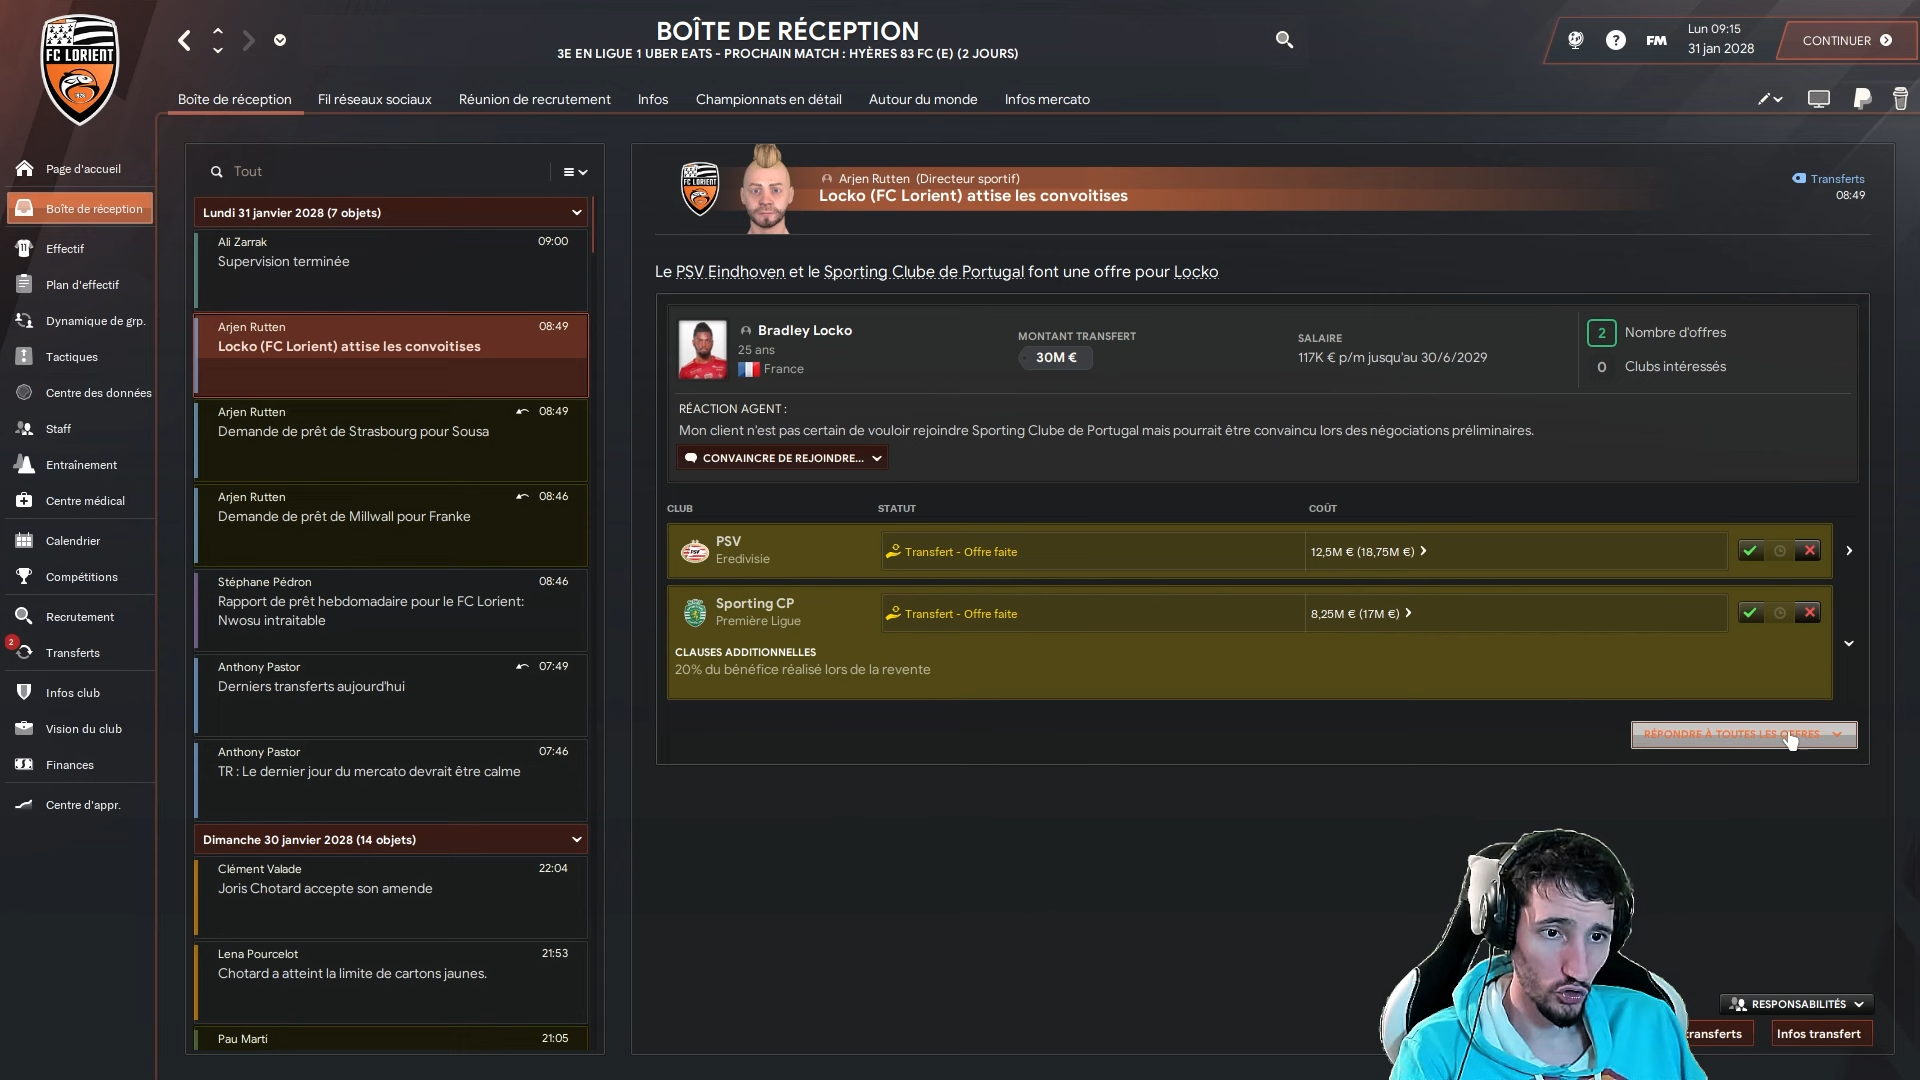 FC LORIENT
BOÎTE DE RÉCEPTION
3E EN LIGUE 1 UBER EATS - PROCHAIN MATCH : HYÈRES 83 FC (E) (2 JOURS)
FM
Lun 09:15
31 jan 2028
CONTINUER
Boîte de réception
Fil réseaux sociaux
Réunion de recrutement
Infos
Championnats en détail
Autour du monde
Infos mercato
Page d'accueil
Boîte de réception
Effectif
Plan d'effectif
Dynamique de grp.
Tactiques
Centre des données
Staff
Entraînement
Centre médical
Calendrier
Compétitions
Recrutement
2
Transferts
Infos club
Vision du club
Finances
Centre d'appr.
Tout
Lundi 31 janvier 2028 (7 objets)
Ali Zarrak 09:00
Supervision terminée
Arjen Rutten 08:49
Locko (FC Lorient) attise les convoitises
Arjen Rutten 08:49
Demande de prêt de Strasbourg pour Sousa
Arjen Rutten 08:46
Demande de prêt de Millwall pour Franke
Stéphane Pédron 08:46
Rapport de prêt hebdomadaire pour le FC Lorient:
Nwosu intraitable
Anthony Pastor 07:49
Derniers transferts aujourd'hui
Anthony Pastor 07:46
TR : Le dernier jour du mercato devrait être calme
Dimanche 30 janvier 2028 (14 objets)
Clément Valade 22:04
Joris Chotard accepte son amende
Lena Pourcelot 21:53
Chotard a atteint la limite de cartons jaunes.
Pau Marti 21:05
FC LORIENT
Arjen Rutten (Directeur sportif)
Locko (FC Lorient) attise les convoitises
Transferts
08:49
Le PSV Eindhoven et le Sporting Clube de Portugal font une offre pour Locko
Bradley Locko
25 ans
France
MONTANT TRANSFERT
30M €
SALAIRE
117K € p/m jusqu'au 30/6/2029
2 Nombre d'offres
0 Clubs intéressés
RÉACTION AGENT :
Mon client n'est pas certain de vouloir rejoindre Sporting Clube de Portugal mais pourrait être convaincu lors des négociations préliminaires.
CONVAINCRE DE REJOINDRE...
CLUB STATUT COÛT
PSV
Eredivisie
Transfert - Offre faite
12,5M € (18,75M €)
Sporting CP
Première Ligue
Transfert - Offre faite
8,25M € (17M €)
CLAUSES ADDITIONNELLES
20% du bénéfice réalisé lors de la revente
RÉPONDRE À TOUTES LES OFFRES
RESPONSABILITÉS
transferts
Infos transfert